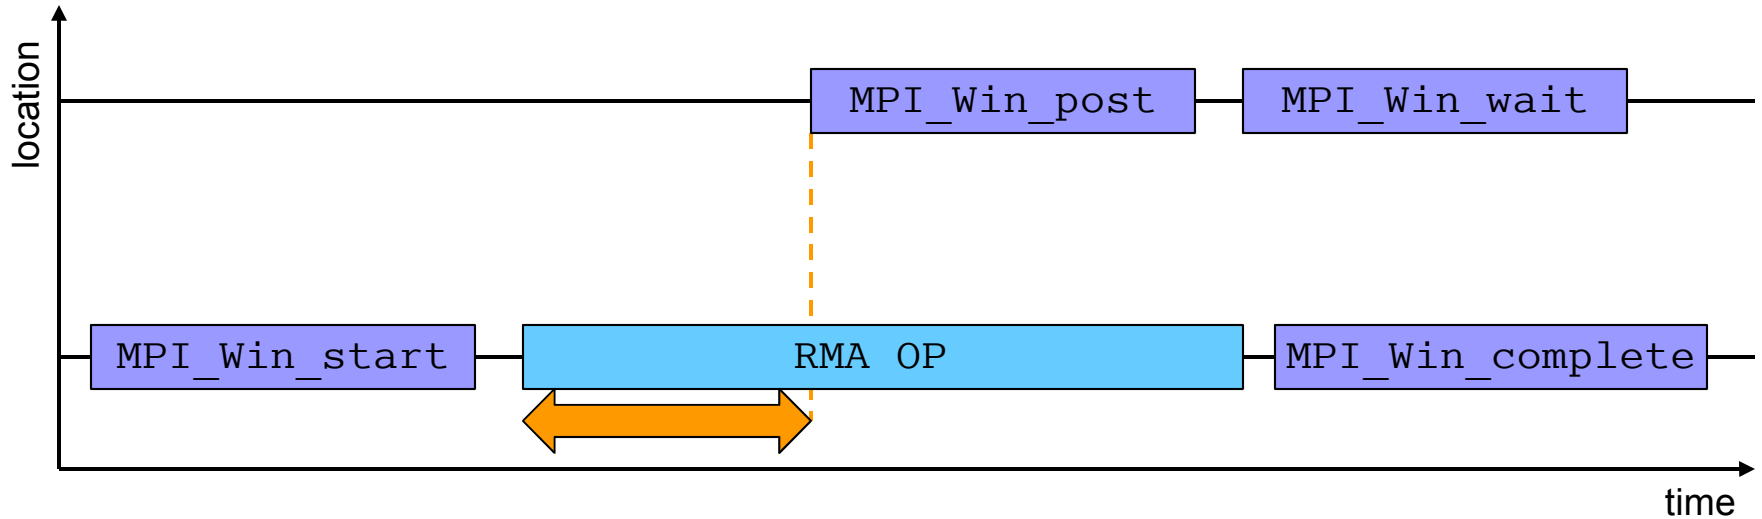 location
MPI_Win_post
MPI_Win_wait
MPI_Win_start
RMA OP
MPI_Win_complete
time